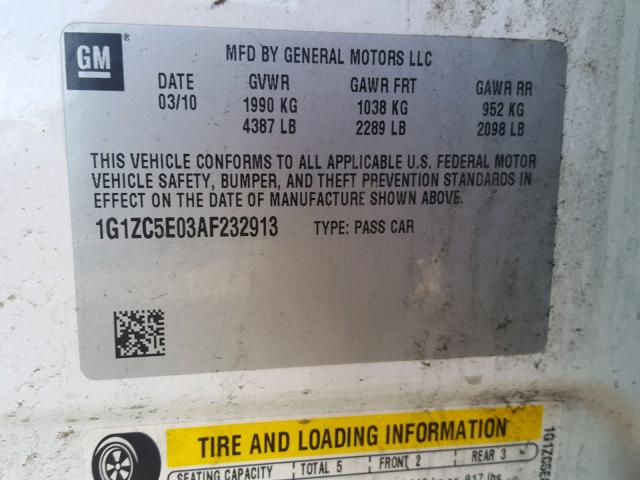 GM
MFD BY GENERAL MOTORS LLC
DATE GVWR GAWR FRT GAWR RR
03/10 1990 KG 1038 KG 952 KG
4387 LB 2289 LB 2098 LB
THIS VEHICLE CONFORMS TO ALL APPLICABLE U.S. FEDERAL MOTOR
VEHICLE SAFETY, BUMPER, AND THEFT PREVENTION STANDARDS IN
EFFECT ON THE DATE OF MANUFACTURE SHOWN ABOVE.
1G1ZC5E03AF232913 TYPE: PASS CAR
TIRE AND LOADING INFORMATION
SEATING CAPACITY TOTAL 5 FRONT 2 REAR 3
817 lbs
1G1ZC5E